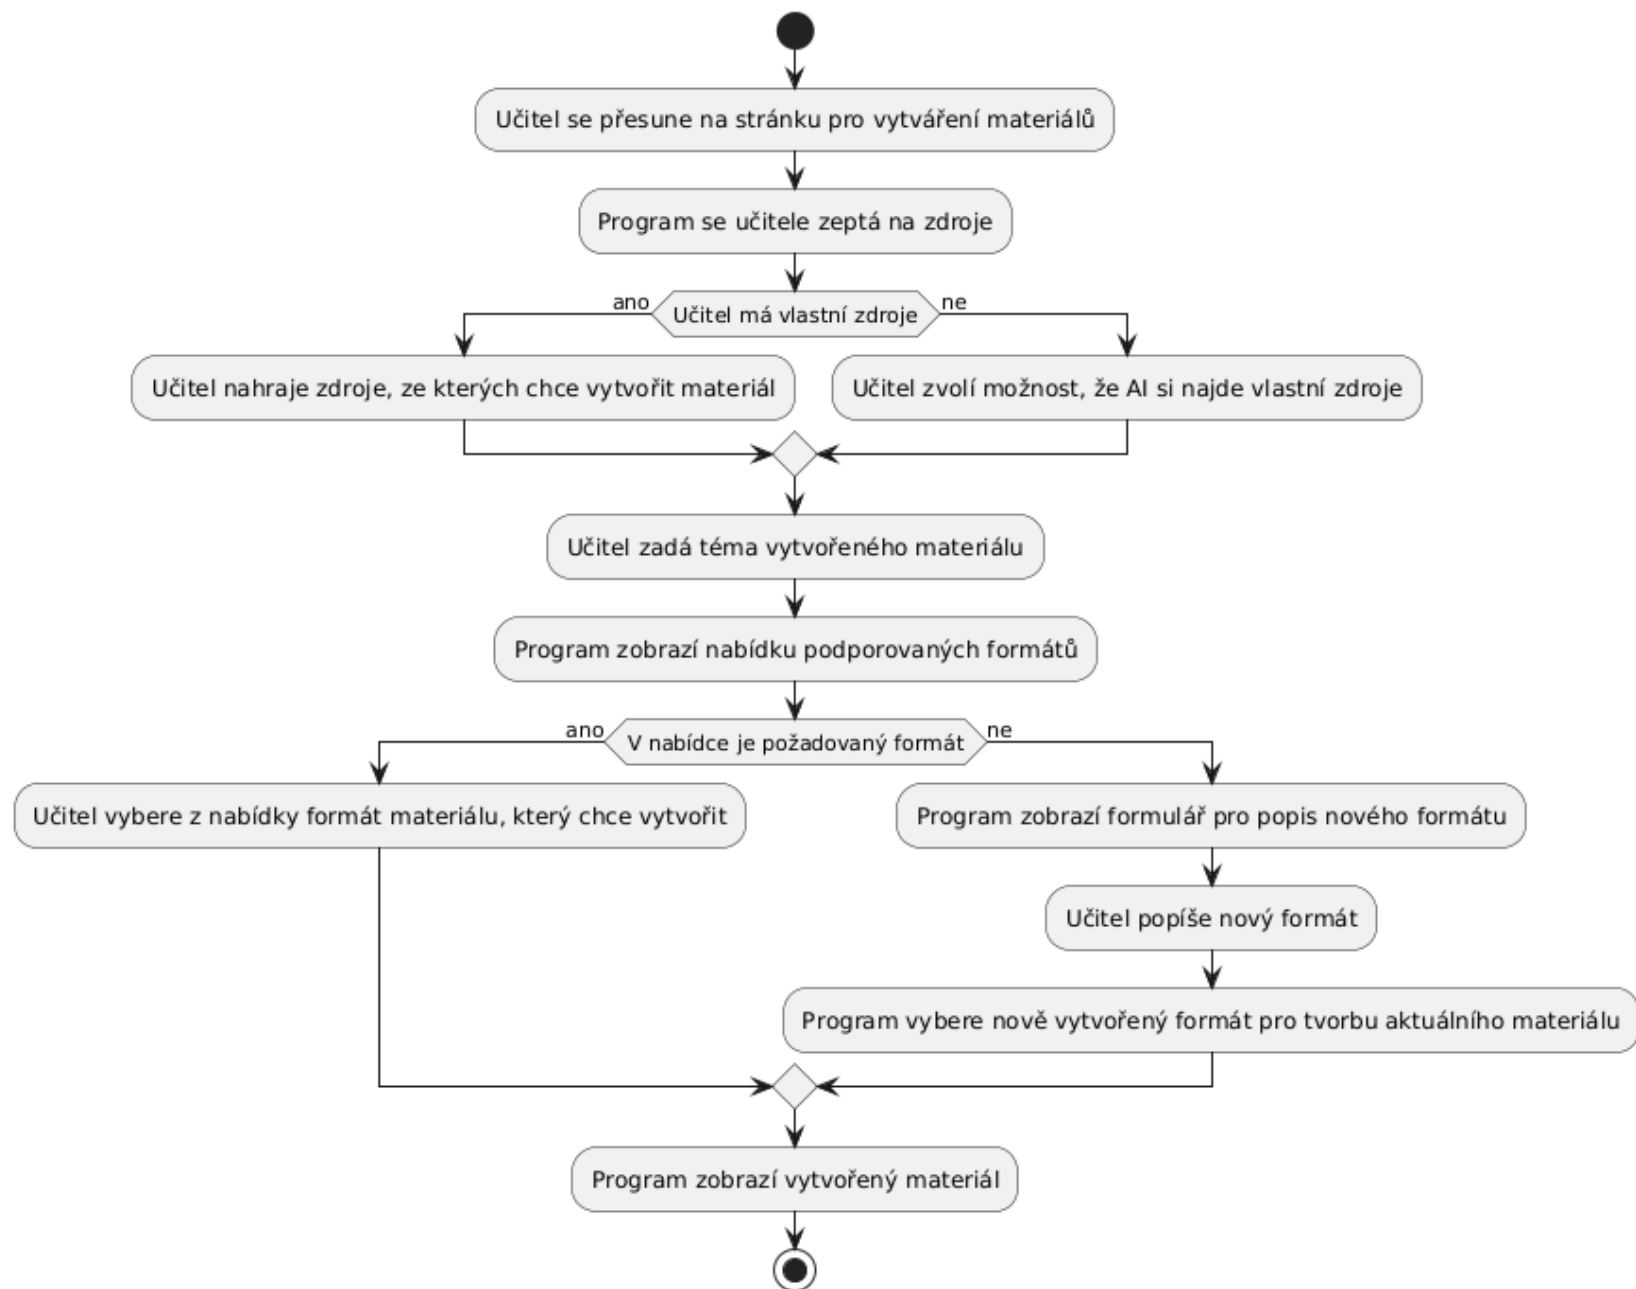 Učitel se přesune na stránku pro vytváření materiálů
Program se učitele zeptá na zdroje
ano
Učitel má vlastní zdroje
ne
Učitel nahraje zdroje, ze kterých chce vytvořit materiál
Učitel zvolí možnost, že AI si najde vlastní zdroje
Učitel zadá téma vytvořeného materiálu
Program zobrazí nabídku podporovaných formátů
ano
V nabídce je požadovaný formát
ne
Učitel vybere z nabídky formát materiálu, který chce vytvořit
Program zobrazí formulář pro popis nového formátu
Učitel popíše nový formát
Program vybere nově vytvořený formát pro tvorbu aktuálního materiálu
Program zobrazí vytvořený materiál